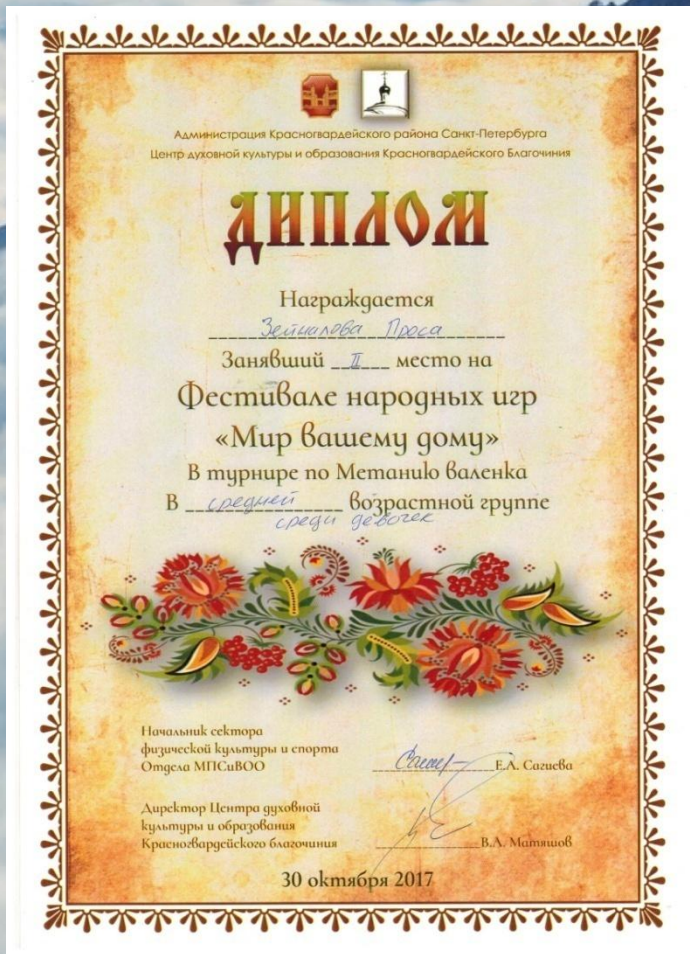 Администрация Красногвардейского района Санкт-Петербурга
Центр духовной культуры и образования Красногвардейского Благочиния
ДИПЛОМ
Награждается
Зейналова Проса
Занявший II место на
Фестивале народных игр
«Мир вашему дому»
В турнире по Метанию валенка
В средней возрастной группе
среди девочек
Начальник сектора
физической культуры и спорта
Отдела МПСиВОО
Е.А. Сагиева
Директор Центра духовной
культуры и образования
Красногвардейского благочиния
В.А. Матяшов
30 октября 2017